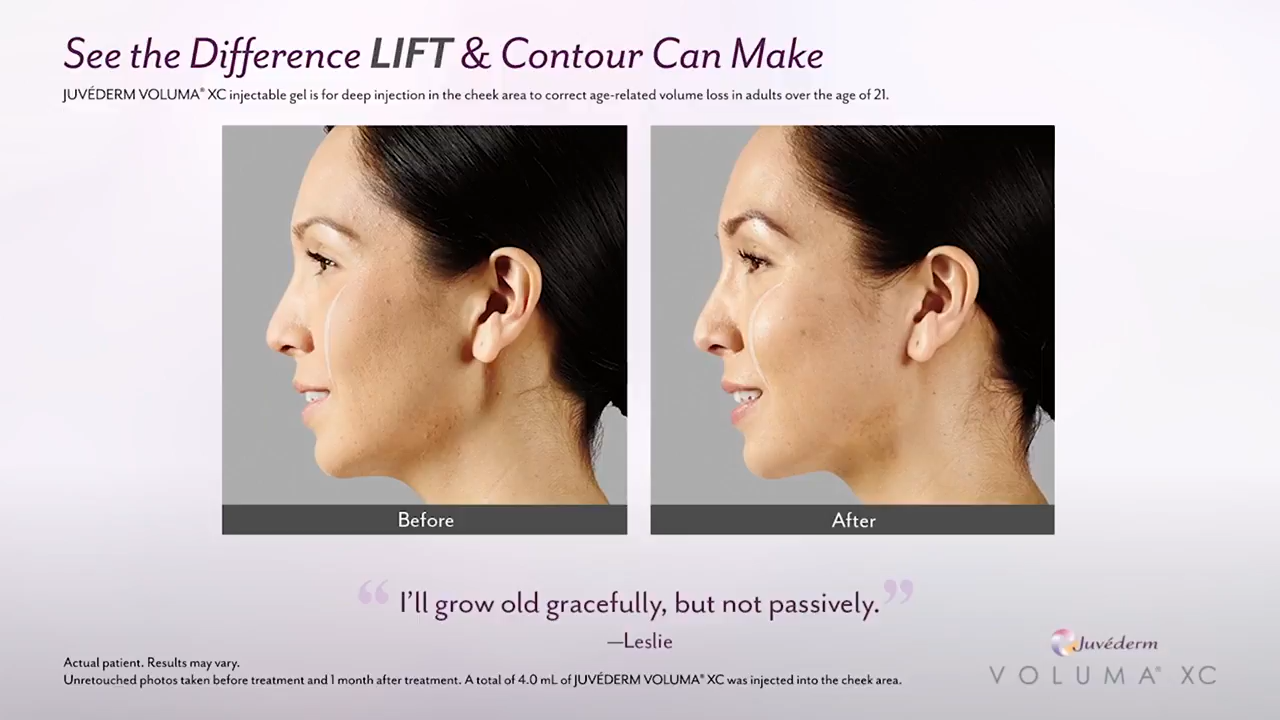 See the Difference LIFT & Contour Can Make
JUVÉDERM VOLUMA® XC injectable gel is for deep injection in the cheek area to correct age-related volume loss in adults over the age of 21.
Before
After
“I’ll grow old gracefully, but not passively.”
—Leslie
Actual patient. Results may vary.
Unretouched photos taken before treatment and 1 month after treatment. A total of 4.0 mL of JUVÉDERM VOLUMA® XC was injected into the cheek area.
Juvéderm
VOLUMA® XC